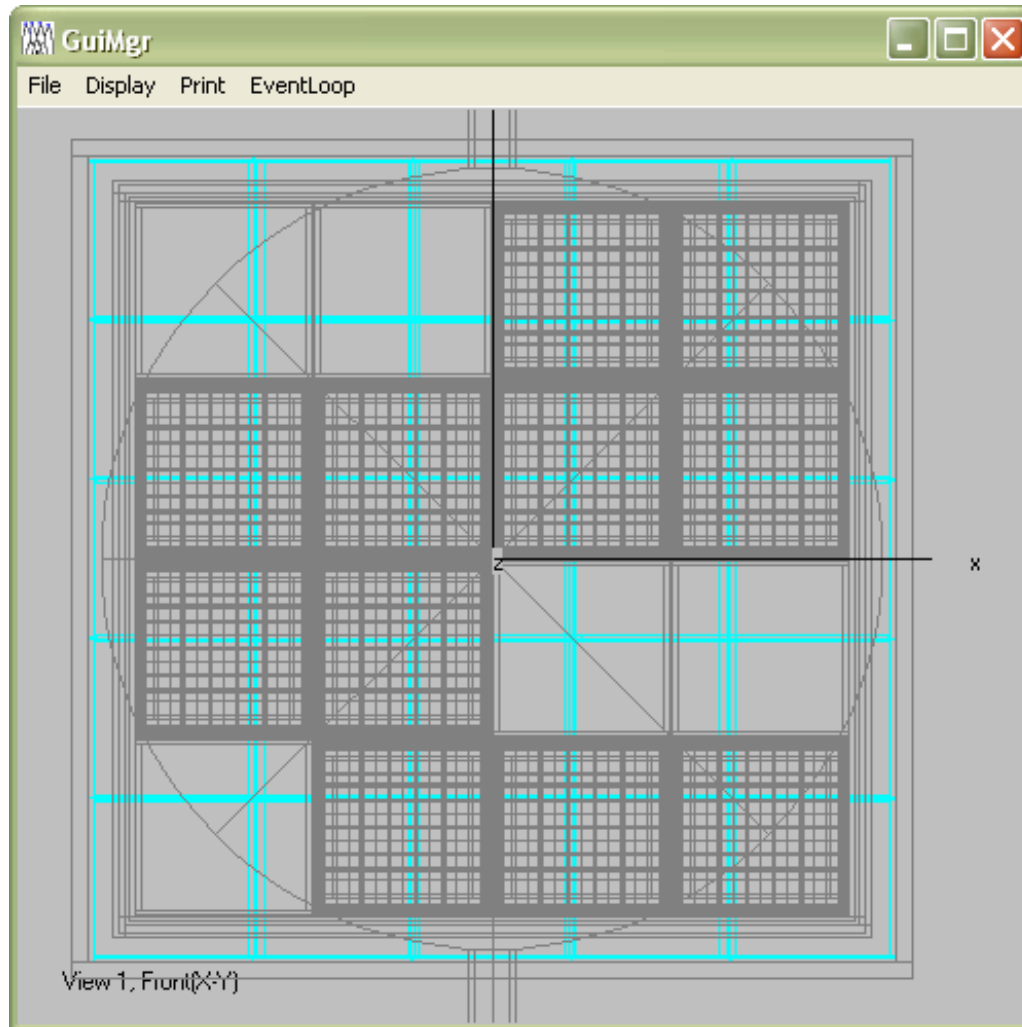 GuiMgr
File Display Print EventLoop
z
x
View 1, Front(X-Y)